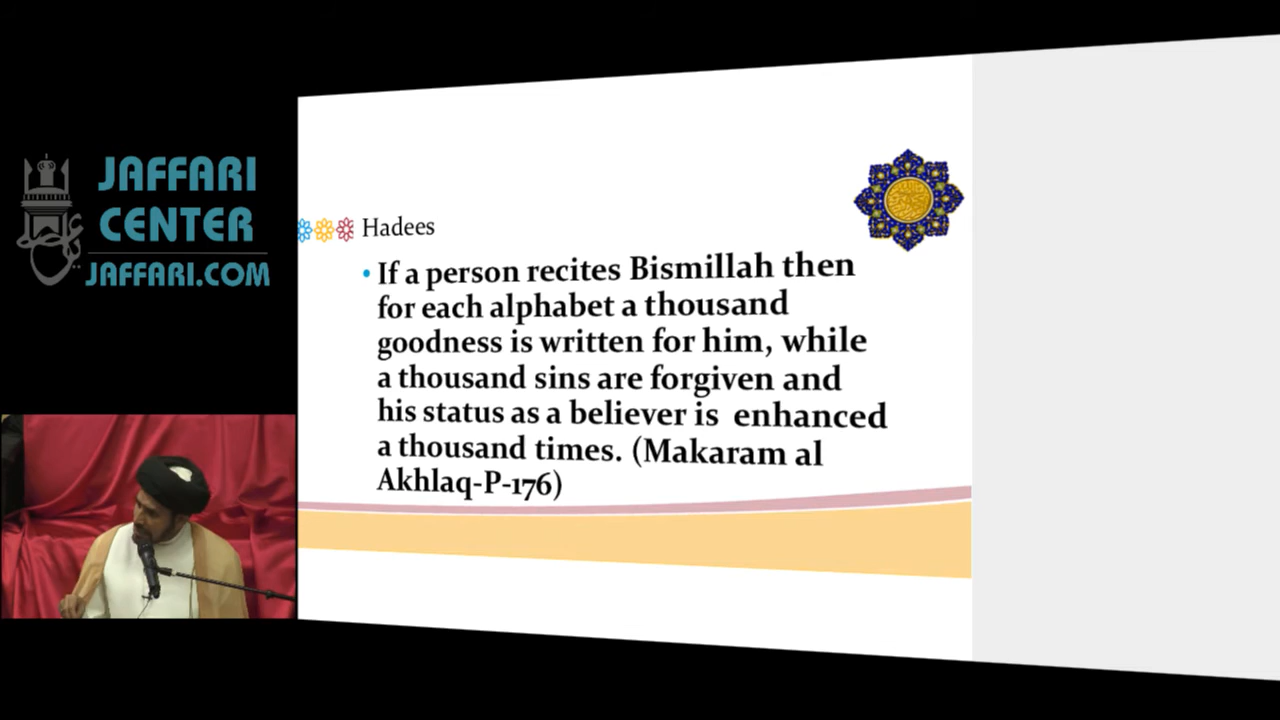 JAFFARI
CENTER
JAFFARI.COM
Hadees
• If a person recites Bismillah then
for each alphabet a thousand
goodness is written for him, while
a thousand sins are forgiven and
his status as a believer is enhanced
a thousand times. (Makaram al
Akhlaq-P-176)